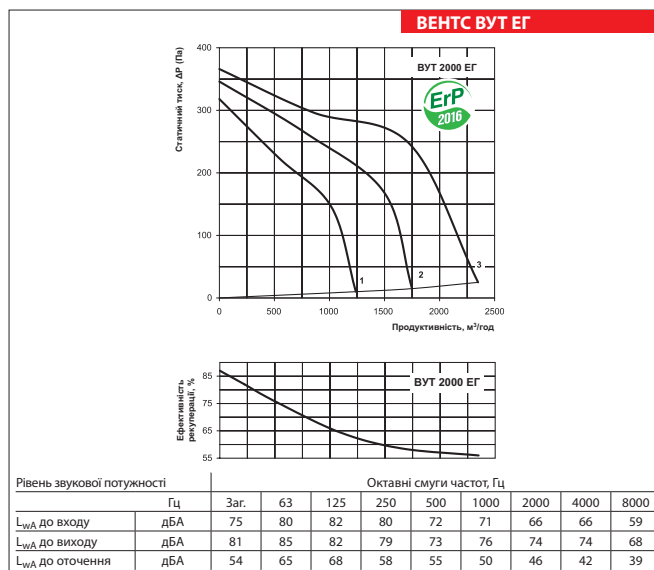 ВЕНТС ВУТ ЕГ
Статичний тиск, ΔР (Па)
400
300
200
100
0
ВУТ 2000 ЕГ
ErP
2016
1
2
3
0 500 1000 1500 2000 2500
Продуктивність, м³/год
Ефективність
рекуперації, %
85
75
65
55
ВУТ 2000 ЕГ
Рівень звукової потужності Октавні смуги частот, Гц
Гц Заг. 63 125 250 500 1000 2000 4000 8000
LwA до входу дБА 75 80 82 80 72 71 66 66 59
LwA до виходу дБА 81 85 82 79 73 76 74 74 68
LwA до оточення дБА 54 65 68 58 55 50 46 42 39